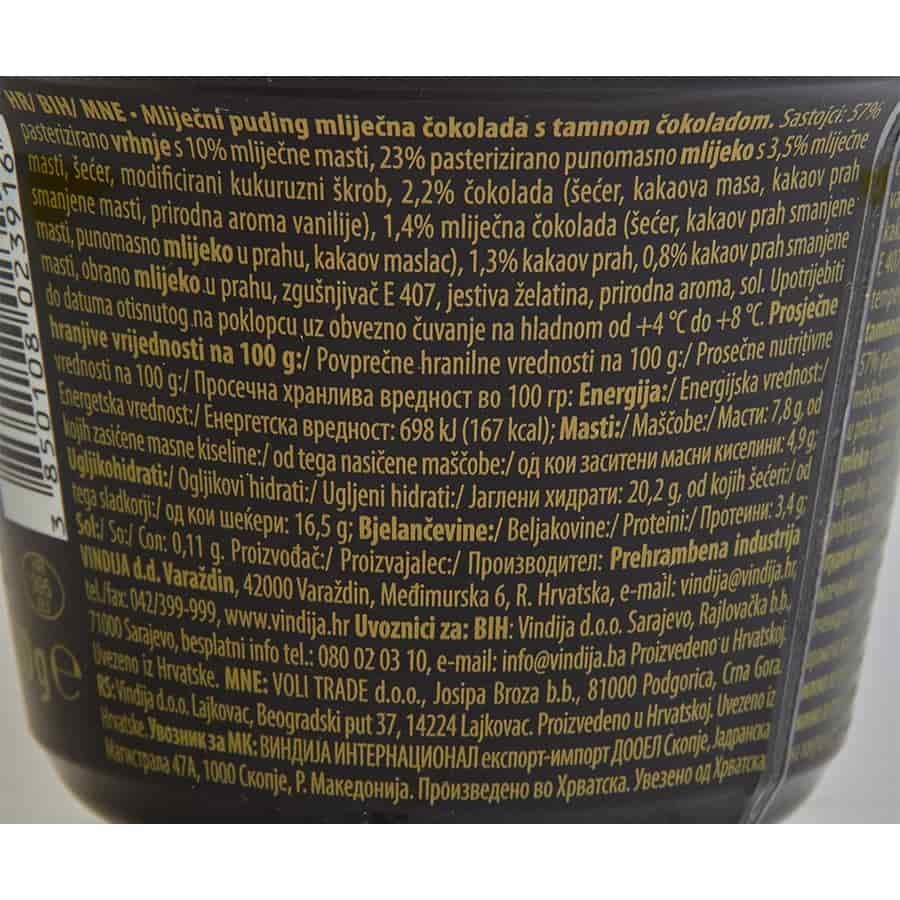 HR/ BIH/ MNE • Mliječni puding mliječna čokolada s tamnom čokoladom. Sastojci: 57%
pasterizirano vrhnje s 10% mliječne masti, 23% pasterizirano punomasno mlijeko s 3,5% mliječne
masti, šećer, modificirani kukuruzni škrob, 2,2% čokolada (šećer, kakaova masa, kakaov prah
smanjene masti, prirodna aroma vanilije), 1,4% mliječna čokolada (šećer, kakaov prah smanjene
masti, punomasno mlijeko u prahu, kakaov maslac), 1,3% kakaov prah, 0,8% kakaov prah smanjene
masti, obrano mlijeko u prahu, zgušnjivač E 407, jestiva želatina, prirodna aroma, sol. Upotrijebiti
do datuma otisnutog na poklopcu uz obvezno čuvanje na hladnom od +4 °C do +8 °C. Prosječne
hranjive vrijednosti na 100 g:/ Povprečne hranilne vrednosti na 100 g:/ Prosečne nutritivne
vrednosti na 100 g:/ Просечна хранлива вредност во 100 гр: Energija:/ Energijska vrednost:/
Energetska vrednost:/ Енергетска вредност: 698 kJ (167 kcal); Masti:/ Maščobe:/ Масти: 7,8 g, od
kojih zasićene masne kiseline:/ od tega nasičene maščobe:/ од кои заситени масни киселини: 4,9 g;
Ugljikohidrati:/ Ogljikovi hidrati:/ Ugljeni hidrati:/ Јаглени хидрати: 20,2 g, od kojih šećeri:/ od
tega sladkorji:/ од кои шеќери: 16,5 g; Bjelančevine:/ Beljakovine:/ Proteini:/ Протеини: 3,4 g;
Sol:/ So:/ Сол: 0,11 g. Proizvođač:/ Proizvajalec:/ Производител: Prehrambena industrija
VINDIJA d.d. Varaždin, 42000 Varaždin, Međimurska 6, R. Hrvatska, e-mail: vindija@vindija.hr,
tel./fax: 042/399-999, www.vindija.hr Uvoznici za: BIH: Vindija d.o.o. Sarajevo, Rajlovačka b.b.,
71000 Sarajevo, besplatni info tel.: 080 02 03 10, e-mail: info@vindija.ba Proizvedeno u Hrvatskoj.
Uvezeno iz Hrvatske. MNE: VOLI TRADE d.o.o., Josipa Broza b.b., 81000 Podgorica, Crna Gora.
RS: Vindija d.o.o. Lajkovac, Beogradski put 37, 14224 Lajkovac. Proizvedeno u Hrvatskoj. Uvezeno iz
Hrvatske. Увозник за МК: ВИНДИЈА ИНТЕРНАЦИОНАЛ експорт-импорт ДООЕЛ Скопје, Јадранска
Магистрала 47А, 1000 Скопје, Р. Македонија. Произведено во Хрватска. Увезено од Хрватска.
3 850108 023916
g e